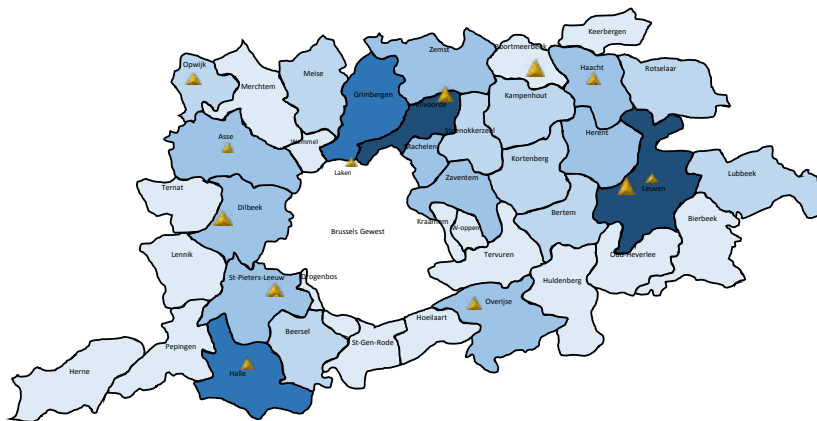 Keerbergen
Boortmeerbeek
Zemst
Opwijk
Meise
Haacht
Rotselaar
Merchtem
Grimbergen
Kampenhout
Vilvoorde
Steenokkerzeel
Herent
Asse
Wemmel
Machelen
Kortenberg
Laken
Zaventem
Lubbeek
Ternat
Leuven
Dilbeek
Kraainem
W-oppem
Bertem
Bierbeek
Brussels Gewest
Lennik
Tervuren
Oud-Heverlee
St-Pieters-Leeuw
Drogenbos
Huldenberg
Overijse
Hoeilaart
Beersel
St-Gen-Rode
Pepingen
Herne
Halle